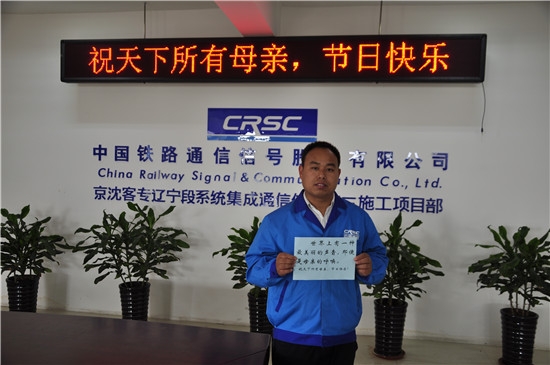 祝天下所有母亲，节日快乐
CRSC
中国铁路通信信号股 有限公司
China Railway Signal & Commu ation Co., Ltd.
京沈客专辽宁段系统集成通信 施工项目部
世界上有一种
最美丽的声音，那便
是母亲的呼唤。